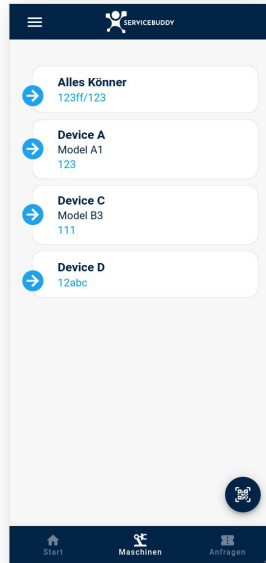 SERVICEBUDDY
Alles Könner
123ff/123
Device A
Model A1
123
Device C
Model B3
111
Device D
12abc
Start
Maschinen
Anfragen